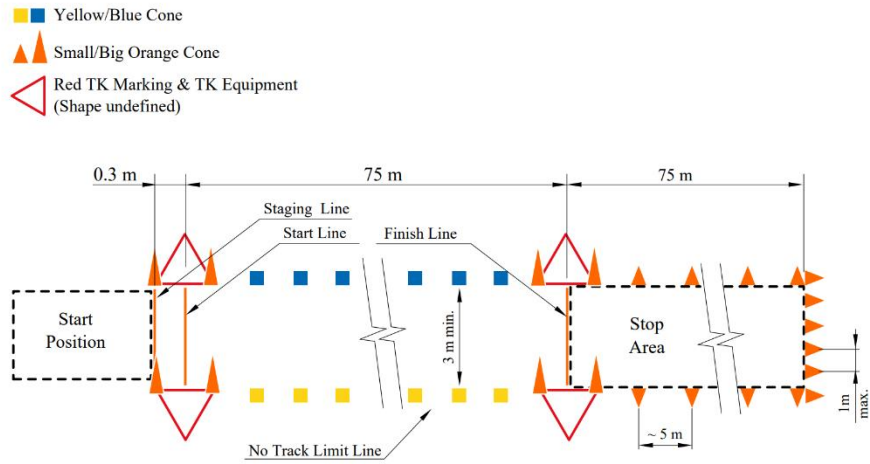 Yellow/Blue Cone
Small/Big Orange Cone
Red TK Marking & TK Equipment
(Shape undefined)
0.3 m
75 m
75 m
Staging Line
Start Line
Finish Line
Start
Position
3 m min.
Stop
Area
1m
max.
~ 5 m
No Track Limit Line